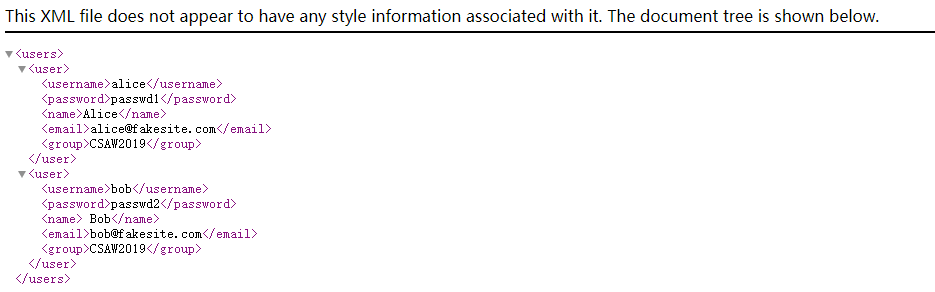 This XML file does not appear to have any style information associated with it. The document tree is shown below.
<users>
<user>
<username>alice</username>
<password>passwd1</password>
<name>Alice</name>
<email>alice@fakesite.com</email>
<group>CSAW2019</group>
</user>
<user>
<username>bob</username>
<password>passwd2</password>
<name> Bob</name>
<email>bob@fakesite.com</email>
<group>CSAW2019</group>
</user>
</users>